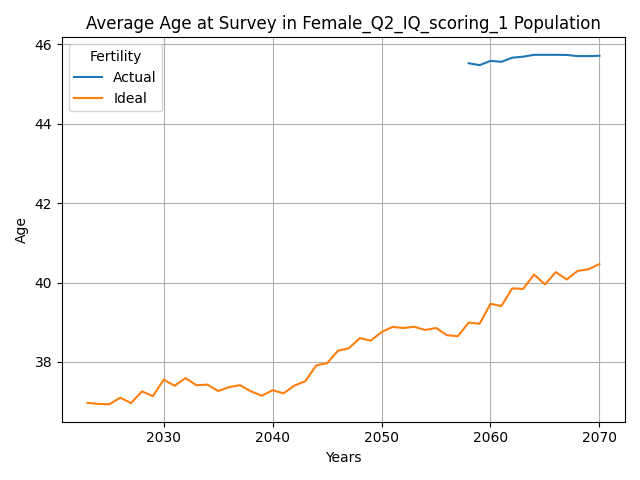 Average Age at Survey in Female_Q2_IQ_scoring_1 Population
Fertility
Actual
Ideal
46
44
42
40
38
Age
2030 2040 2050 2060 2070
Years